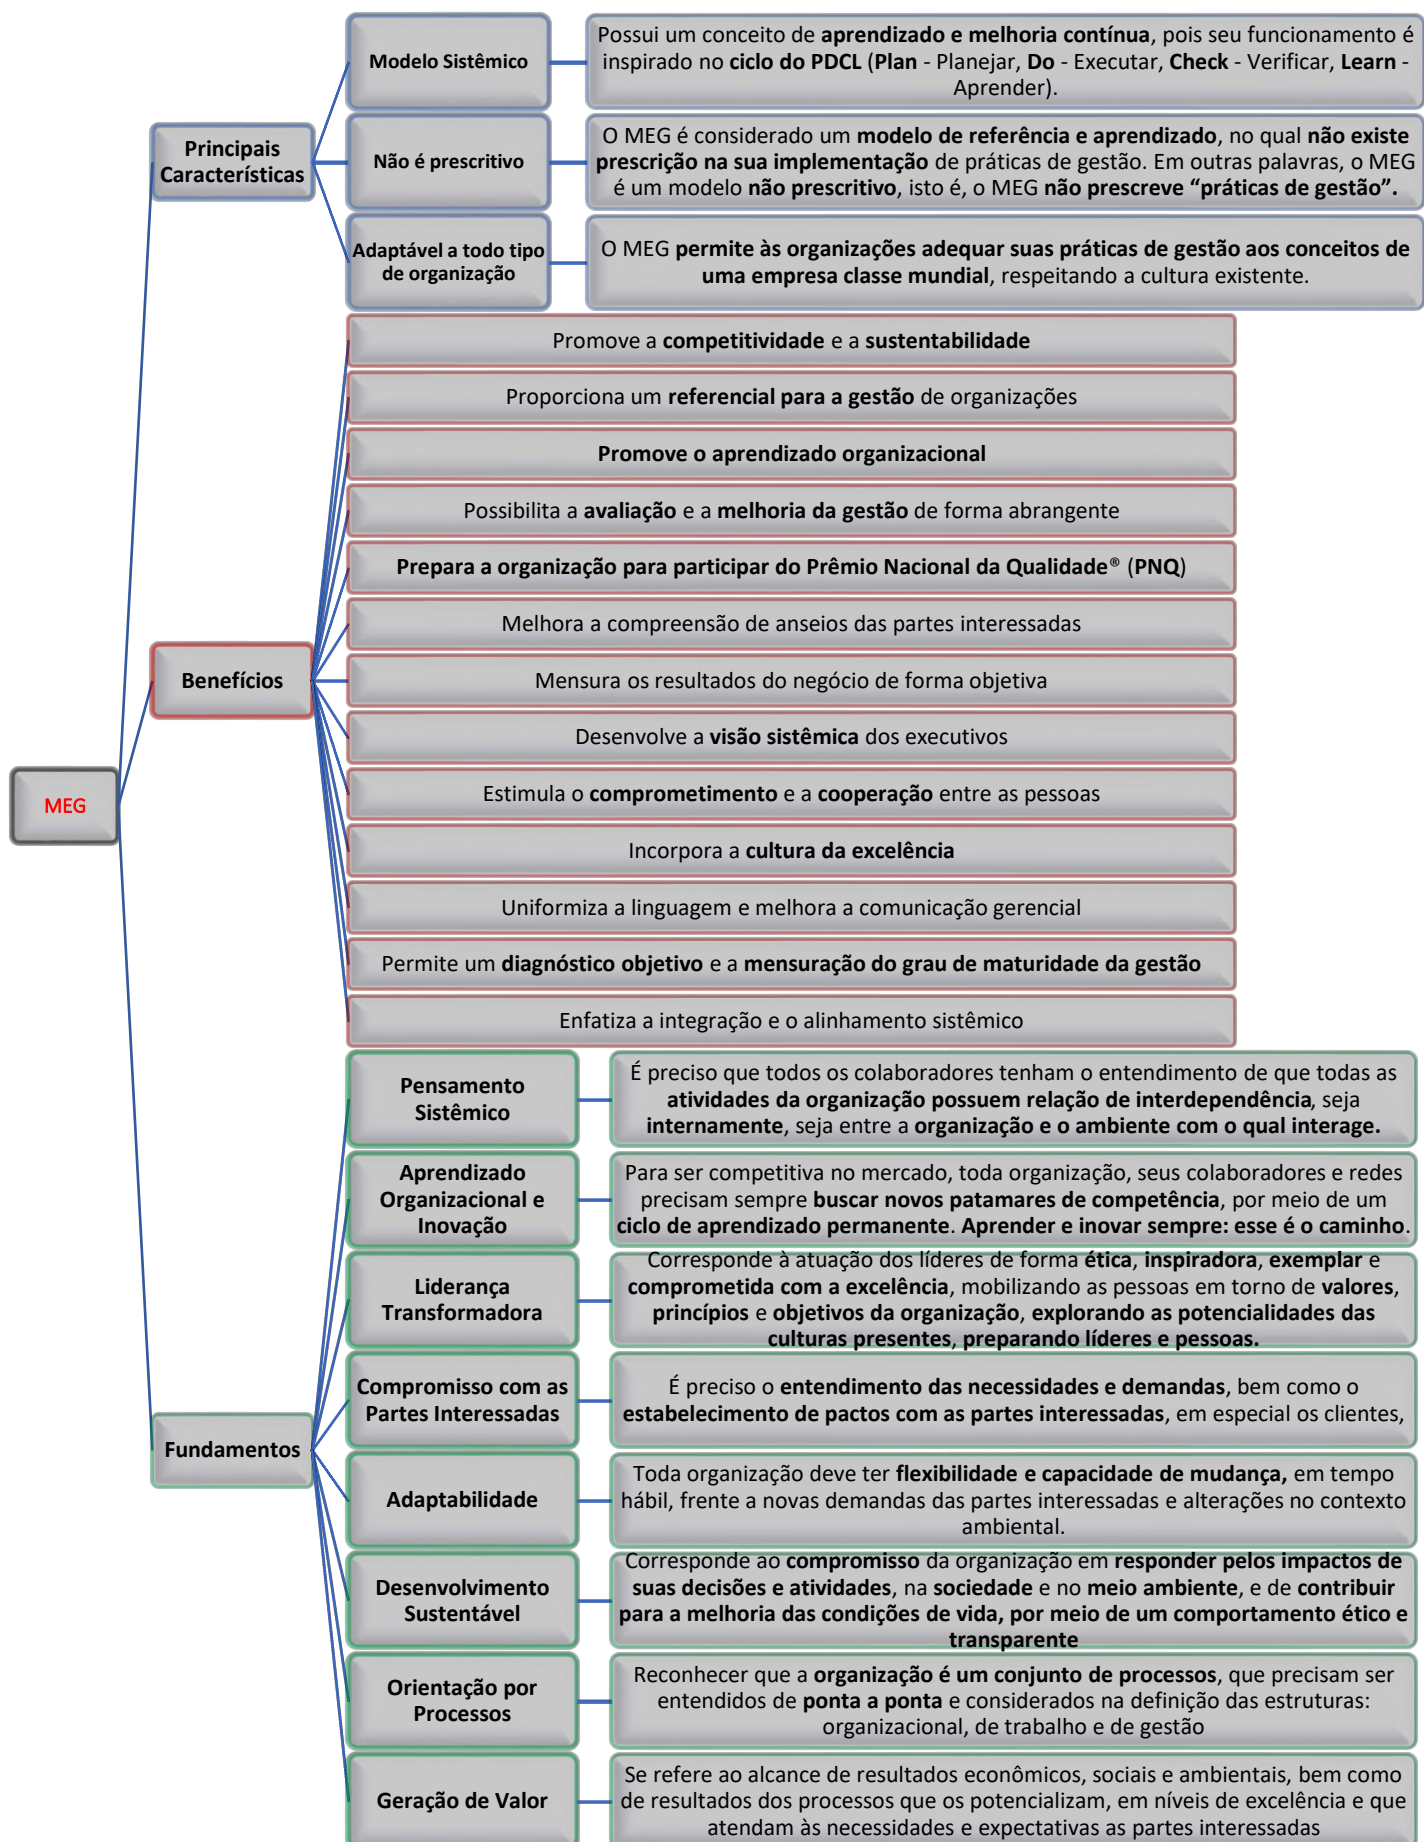 MEG
Principais
Características
Modelo Sistêmico
Possui um conceito de aprendizado e melhoria contínua, pois seu funcionamento é
inspirado no ciclo do PDCL (Plan - Planejar, Do - Executar, Check - Verificar, Learn -
Aprender).
Não é prescritivo
O MEG é considerado um modelo de referência e aprendizado, no qual não existe
prescrição na sua implementação de práticas de gestão. Em outras palavras, o MEG
é um modelo não prescritivo, isto é, o MEG não prescreve “práticas de gestão”.
Adaptável a todo tipo
de organização
O MEG permite às organizações adequar suas práticas de gestão aos conceitos de
uma empresa classe mundial, respeitando a cultura existente.
Benefícios
Promove a competitividade e a sustentabilidade
Proporciona um referencial para a gestão de organizações
Promove o aprendizado organizacional
Possibilita a avaliação e a melhoria da gestão de forma abrangente
Prepara a organização para participar do Prêmio Nacional da Qualidade® (PNQ)
Melhora a compreensão de anseios das partes interessadas
Mensura os resultados do negócio de forma objetiva
Desenvolve a visão sistêmica dos executivos
Estimula o comprometimento e a cooperação entre as pessoas
Incorpora a cultura da excelência
Uniformiza a linguagem e melhora a comunicação gerencial
Permite um diagnóstico objetivo e a mensuração do grau de maturidade da gestão
Enfatiza a integração e o alinhamento sistêmico
Fundamentos
Pensamento
Sistêmico
É preciso que todos os colaboradores tenham o entendimento de que todas as
atividades da organização possuem relação de interdependência, seja
internamente, seja entre a organização e o ambiente com o qual interage.
Aprendizado
Organizacional e
Inovação
Para ser competitiva no mercado, toda organização, seus colaboradores e redes
precisam sempre buscar novos patamares de competência, por meio de um
ciclo de aprendizado permanente. Aprender e inovar sempre: esse é o caminho.
Liderança
Transformadora
Corresponde à atuação dos líderes de forma ética, inspiradora, exemplar e
comprometida com a excelência, mobilizando as pessoas em torno de valores,
princípios e objetivos da organização, explorando as potencialidades das
culturas presentes, preparando líderes e pessoas.
Compromisso com as
Partes Interessadas
É preciso o entendimento das necessidades e demandas, bem como o
estabelecimento de pactos com as partes interessadas, em especial os clientes,
Adaptabilidade
Toda organização deve ter flexibilidade e capacidade de mudança, em tempo
hábil, frente a novas demandas das partes interessadas e alterações no contexto
ambiental.
Desenvolvimento
Sustentável
Corresponde ao compromisso da organização em responder pelos impactos de
suas decisões e atividades, na sociedade e no meio ambiente, e de contribuir
para a melhoria das condições de vida, por meio de um comportamento ético e
transparente
Orientação por
Processos
Reconhecer que a organização é um conjunto de processos, que precisam ser
entendidos de ponta a ponta e considerados na definição das estruturas:
organizacional, de trabalho e de gestão
Geração de Valor
Se refere ao alcance de resultados econômicos, sociais e ambientais, bem como
de resultados dos processos que os potencializam, em níveis de excelência e que
atendam às necessidades e expectativas as partes interessadas